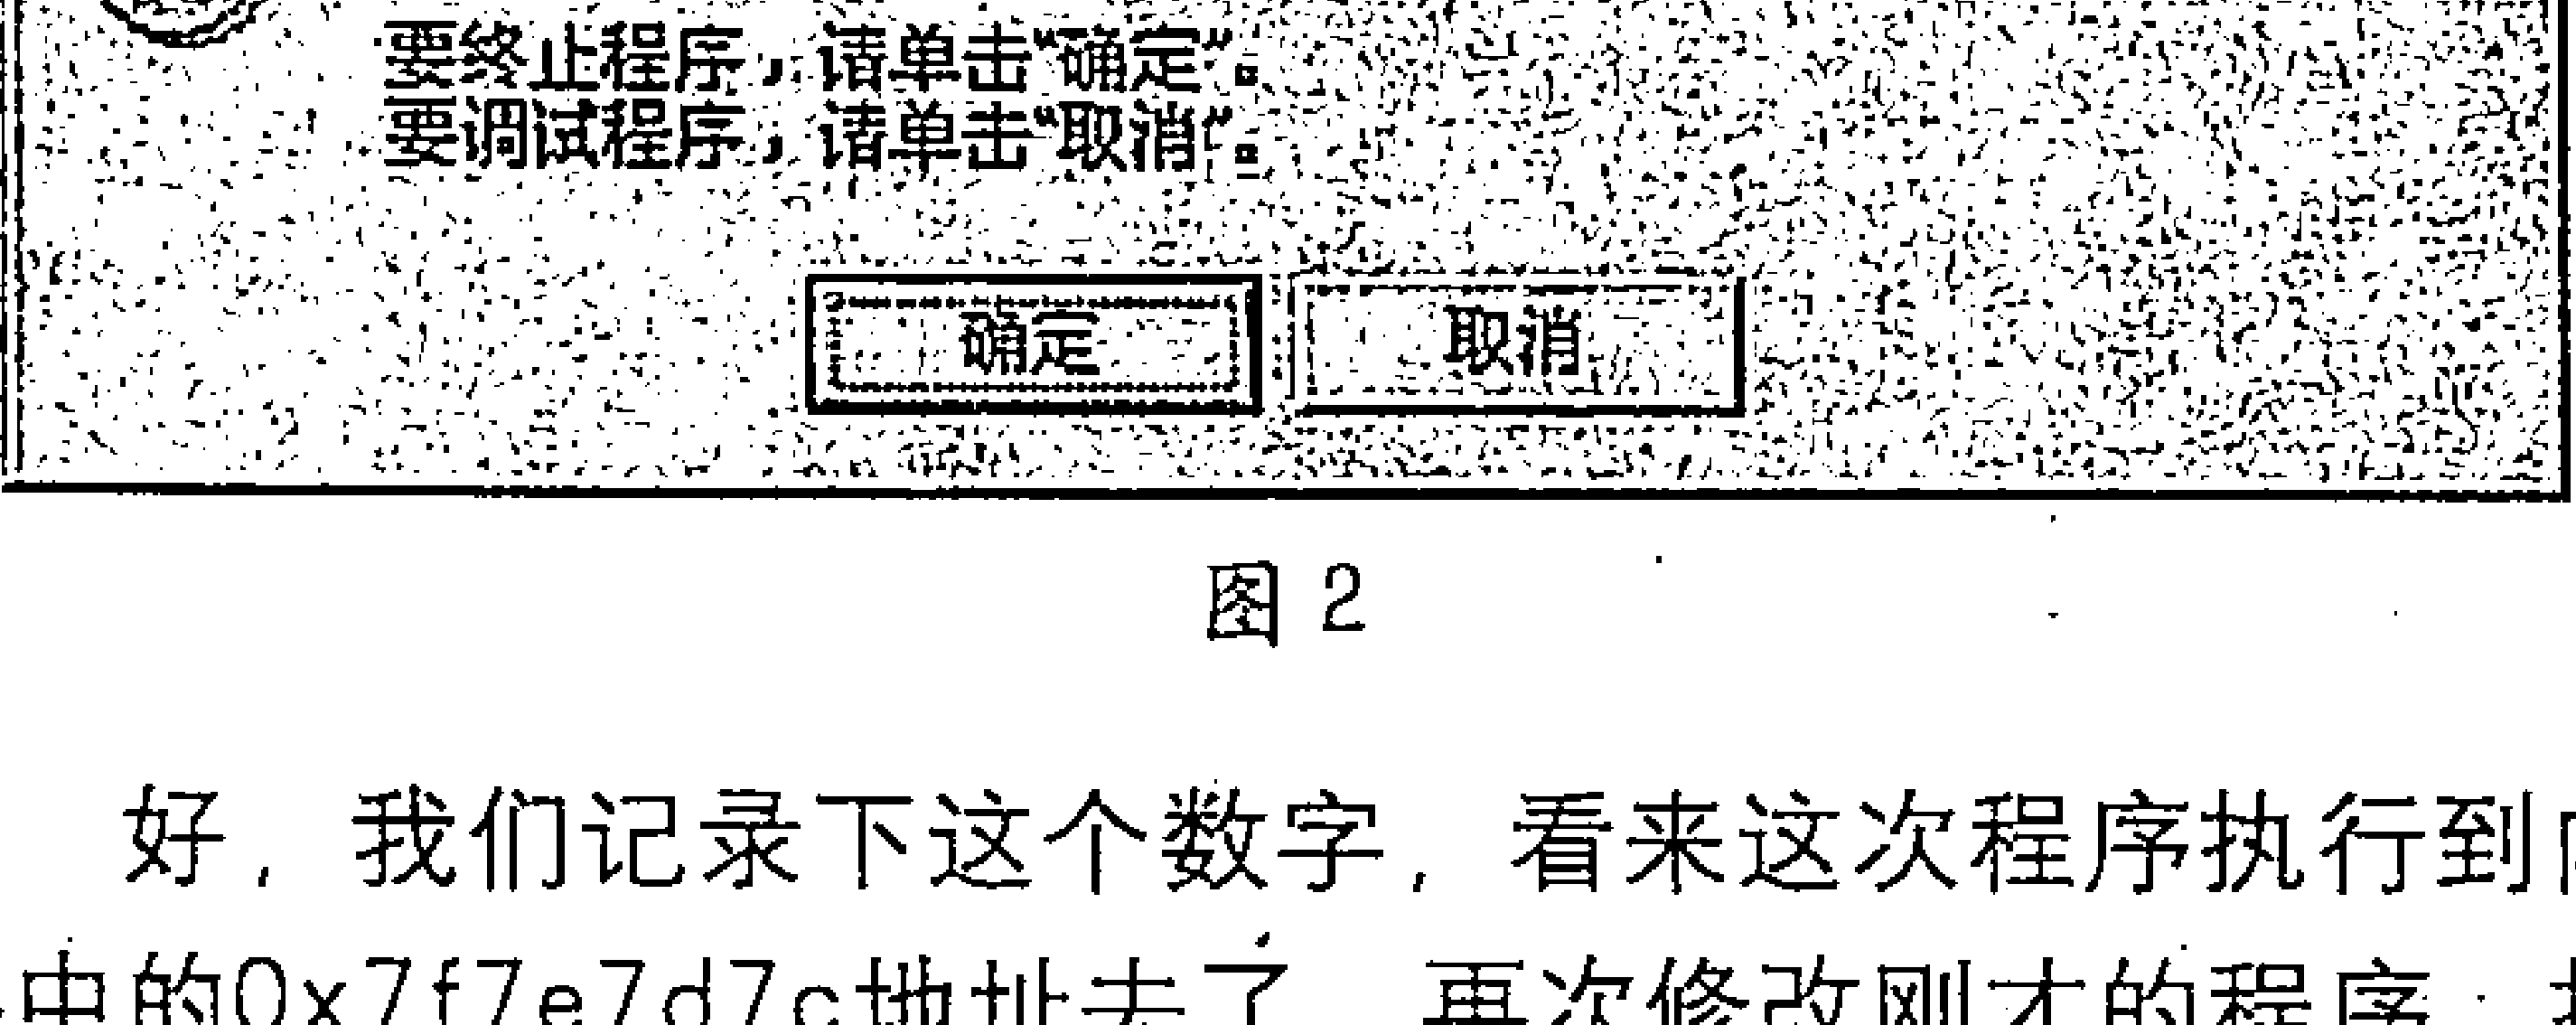 要终止程序，请单击“确定”。
要调试程序，请单击“取消”。
确定 取消
图 2
好，我们记录下这个数字，看来这次程序执行到
中的0x7f7e7d7c地址去了 再次修改刚才的程序